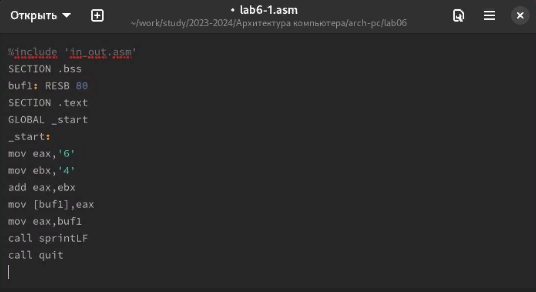 Открыть
• lab6-1.asm
~/work/study/2023-2024/Архитектура компьютера/arch-pc/lab06
%include 'in_out.asm'
SECTION .bss
buf1: RESB 80
SECTION .text
GLOBAL _start
_start:
mov eax,'6'
mov ebx,'4'
add eax,ebx
mov [buf1],eax
mov eax,buf1
call sprintLF
call quit